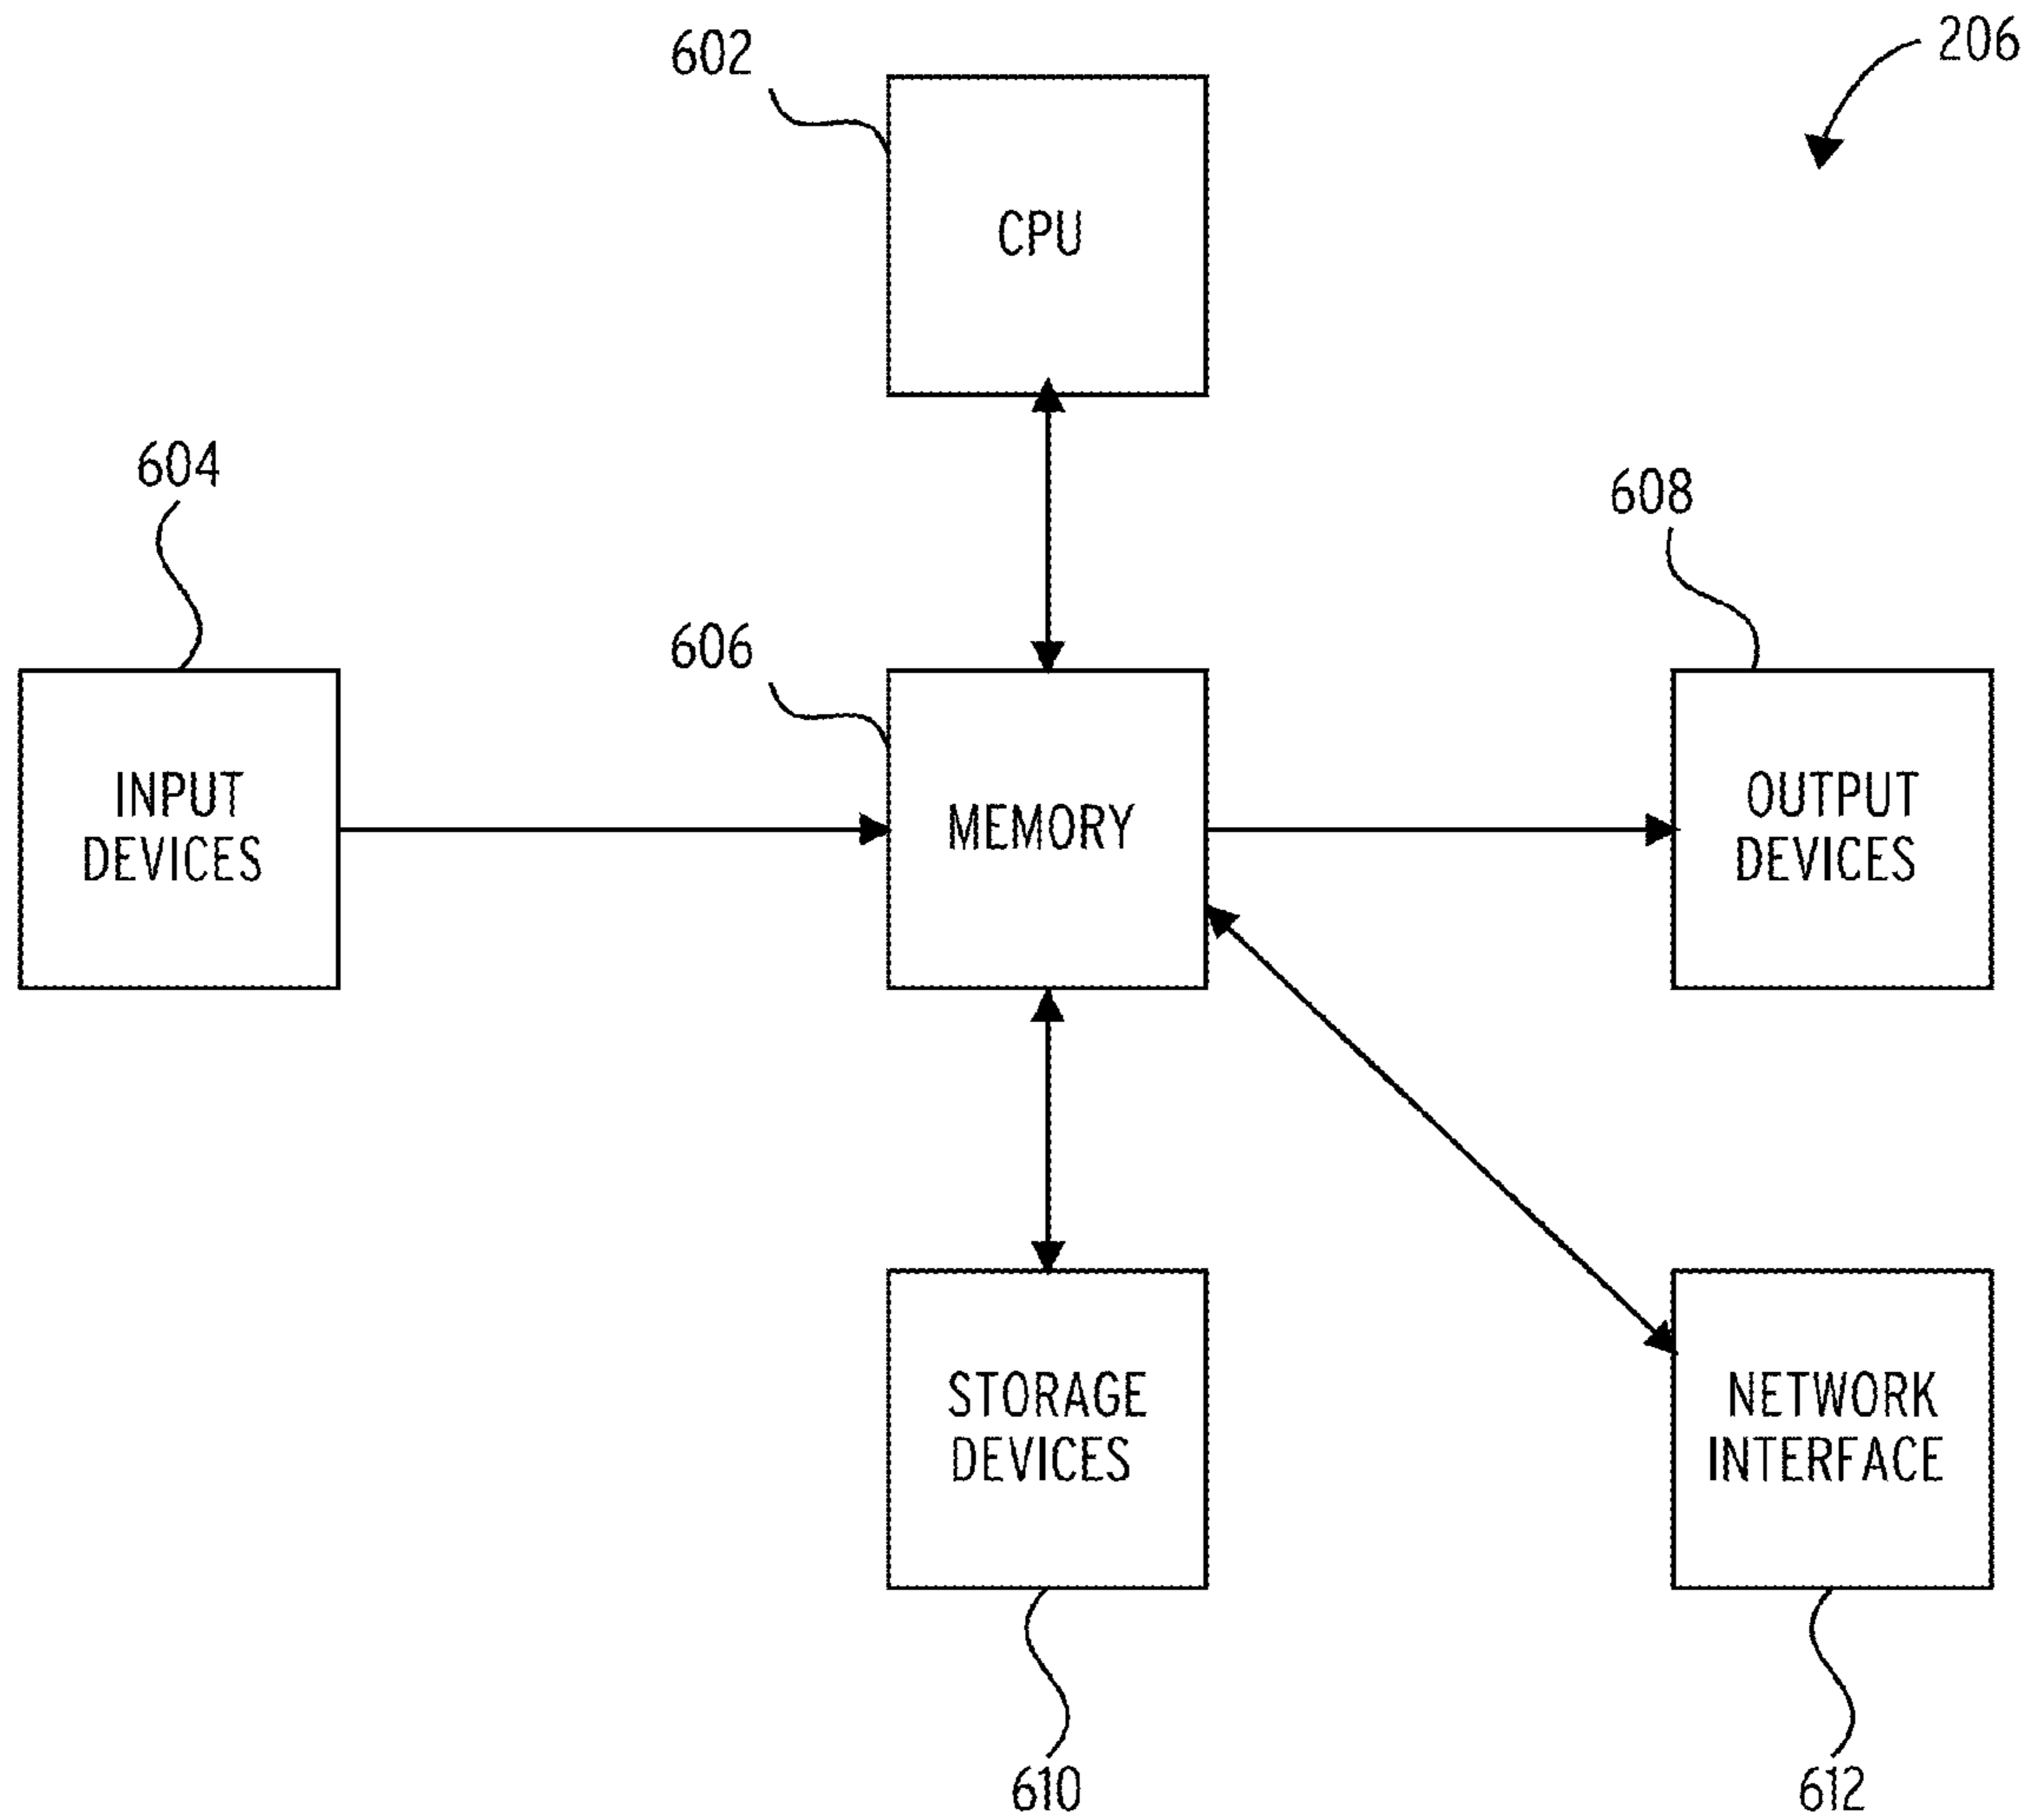 602
206
CPU
604
608
606
INPUT
DEVICES
MEMORY
OUTPUT
DEVICES
STORAGE
DEVICES
NETWORK
INTERFACE
610
612